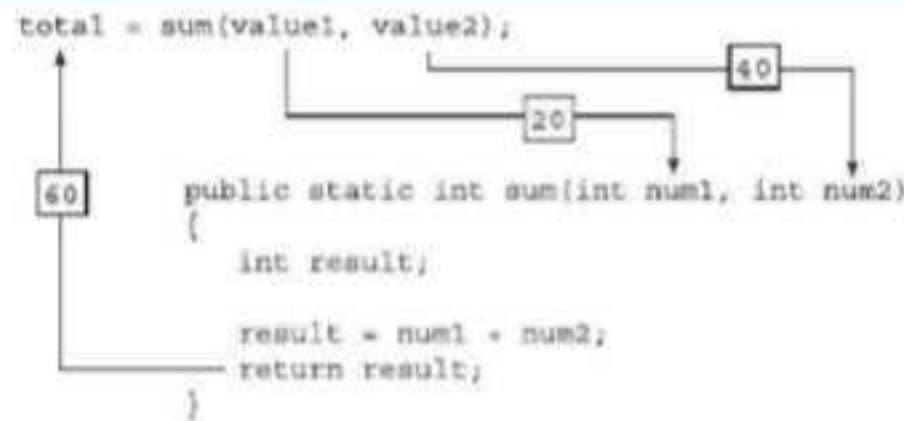 total = sum(value1, value2);
40
20
60
public static int sum(int num1, int num2)
{
int result;
result = num1 + num2;
return result;
}